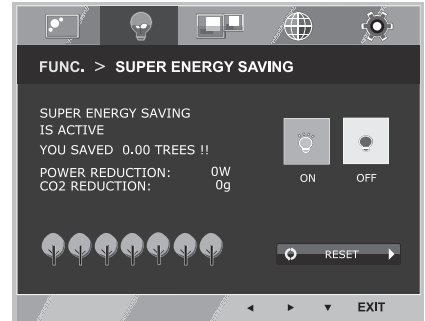 FUNC. > SUPER ENERGY SAVING
SUPER ENERGY SAVING
IS ACTIVE
YOU SAVED 0.00 TREES !!
POWER REDUCTION: 0W
CO2 REDUCTION: 0g
ON OFF
RESET
EXIT